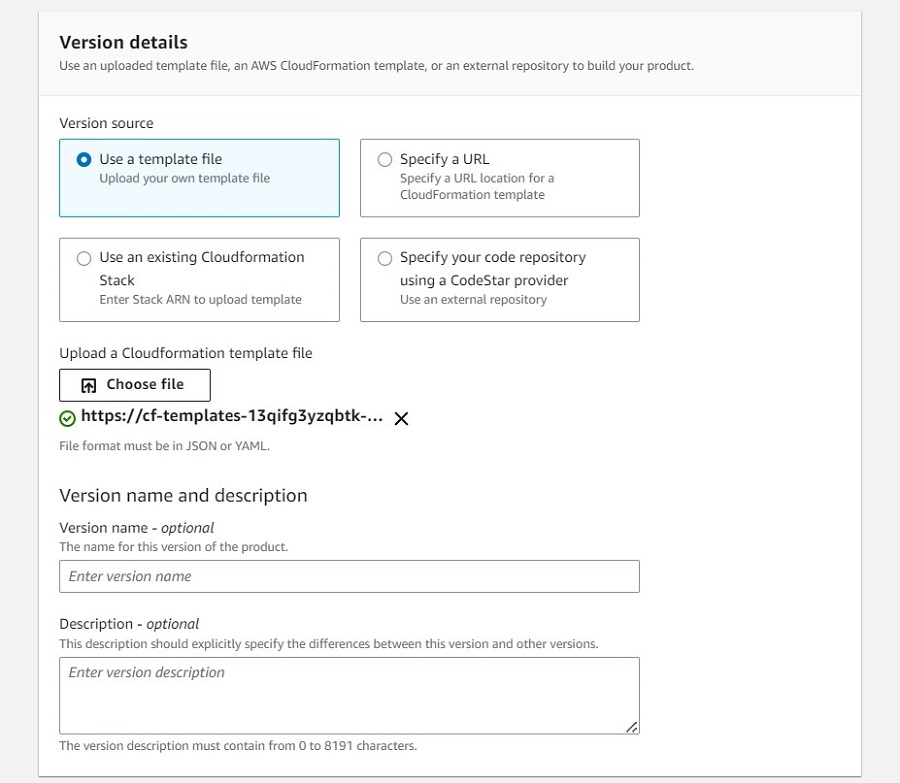 Version details
Use an uploaded template file, an AWS CloudFormation template, or an external repository to build your product.
Version source
Use a template file
Upload your own template file
Specify a URL
Specify a URL location for a
CloudFormation template
Use an existing Cloudformation
Stack
Enter Stack ARN to upload template
Specify your code repository
using a CodeStar provider
Use an external repository
Upload a Cloudformation template file
Choose file
https://cf-templates-13qifg3yzqbtk-...
File format must be in JSON or YAML.
Version name and description
Version name - optional
The name for this version of the product.
Enter version name
Description - optional
This description should explicitly specify the differences between this version and other versions.
Enter version description
The version description must contain from 0 to 8191 characters.